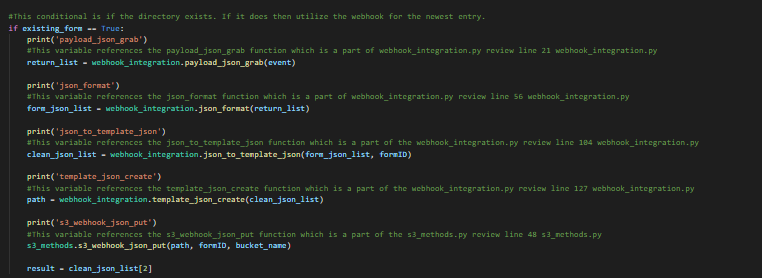 #This conditional is if the directory exists. If it does then utilize the webhook for the newest entry.
if existing_form == True:
    print('payload_json_grab')
    #This variable references the payload_json_grab function which is a part of webhook_integration.py review line 21 webhook_integration.py
    return_list = webhook_integration.payload_json_grab(event)

    print('json_format')
    #This variable references the json_format function which is a part of webhook_integration.py review line 56 webhook_integration.py
    form_json_list = webhook_integration.json_format(return_list)

    print('json_to_template_json')
    #This variable references the json_to_template_json function which is a part of the webhook_integration.py review line 104 webhook_integration.py
    clean_json_list = webhook_integration.json_to_template_json(form_json_list, formID)

    print('template_json_create')
    #This variable references the template_json_create function which is a part of the webhook_integration.py review line 127 webhook_integration.py
    path = webhook_integration.template_json_create(clean_json_list)

    print('s3_webhook_json_put')
    #This variable references the s3_webhook_json_put function which is a part of the s3_methods.py review line 48 s3_methods.py
    s3_methods.s3_webhook_json_put(path, formID, bucket_name)

    result = clean_json_list[2]